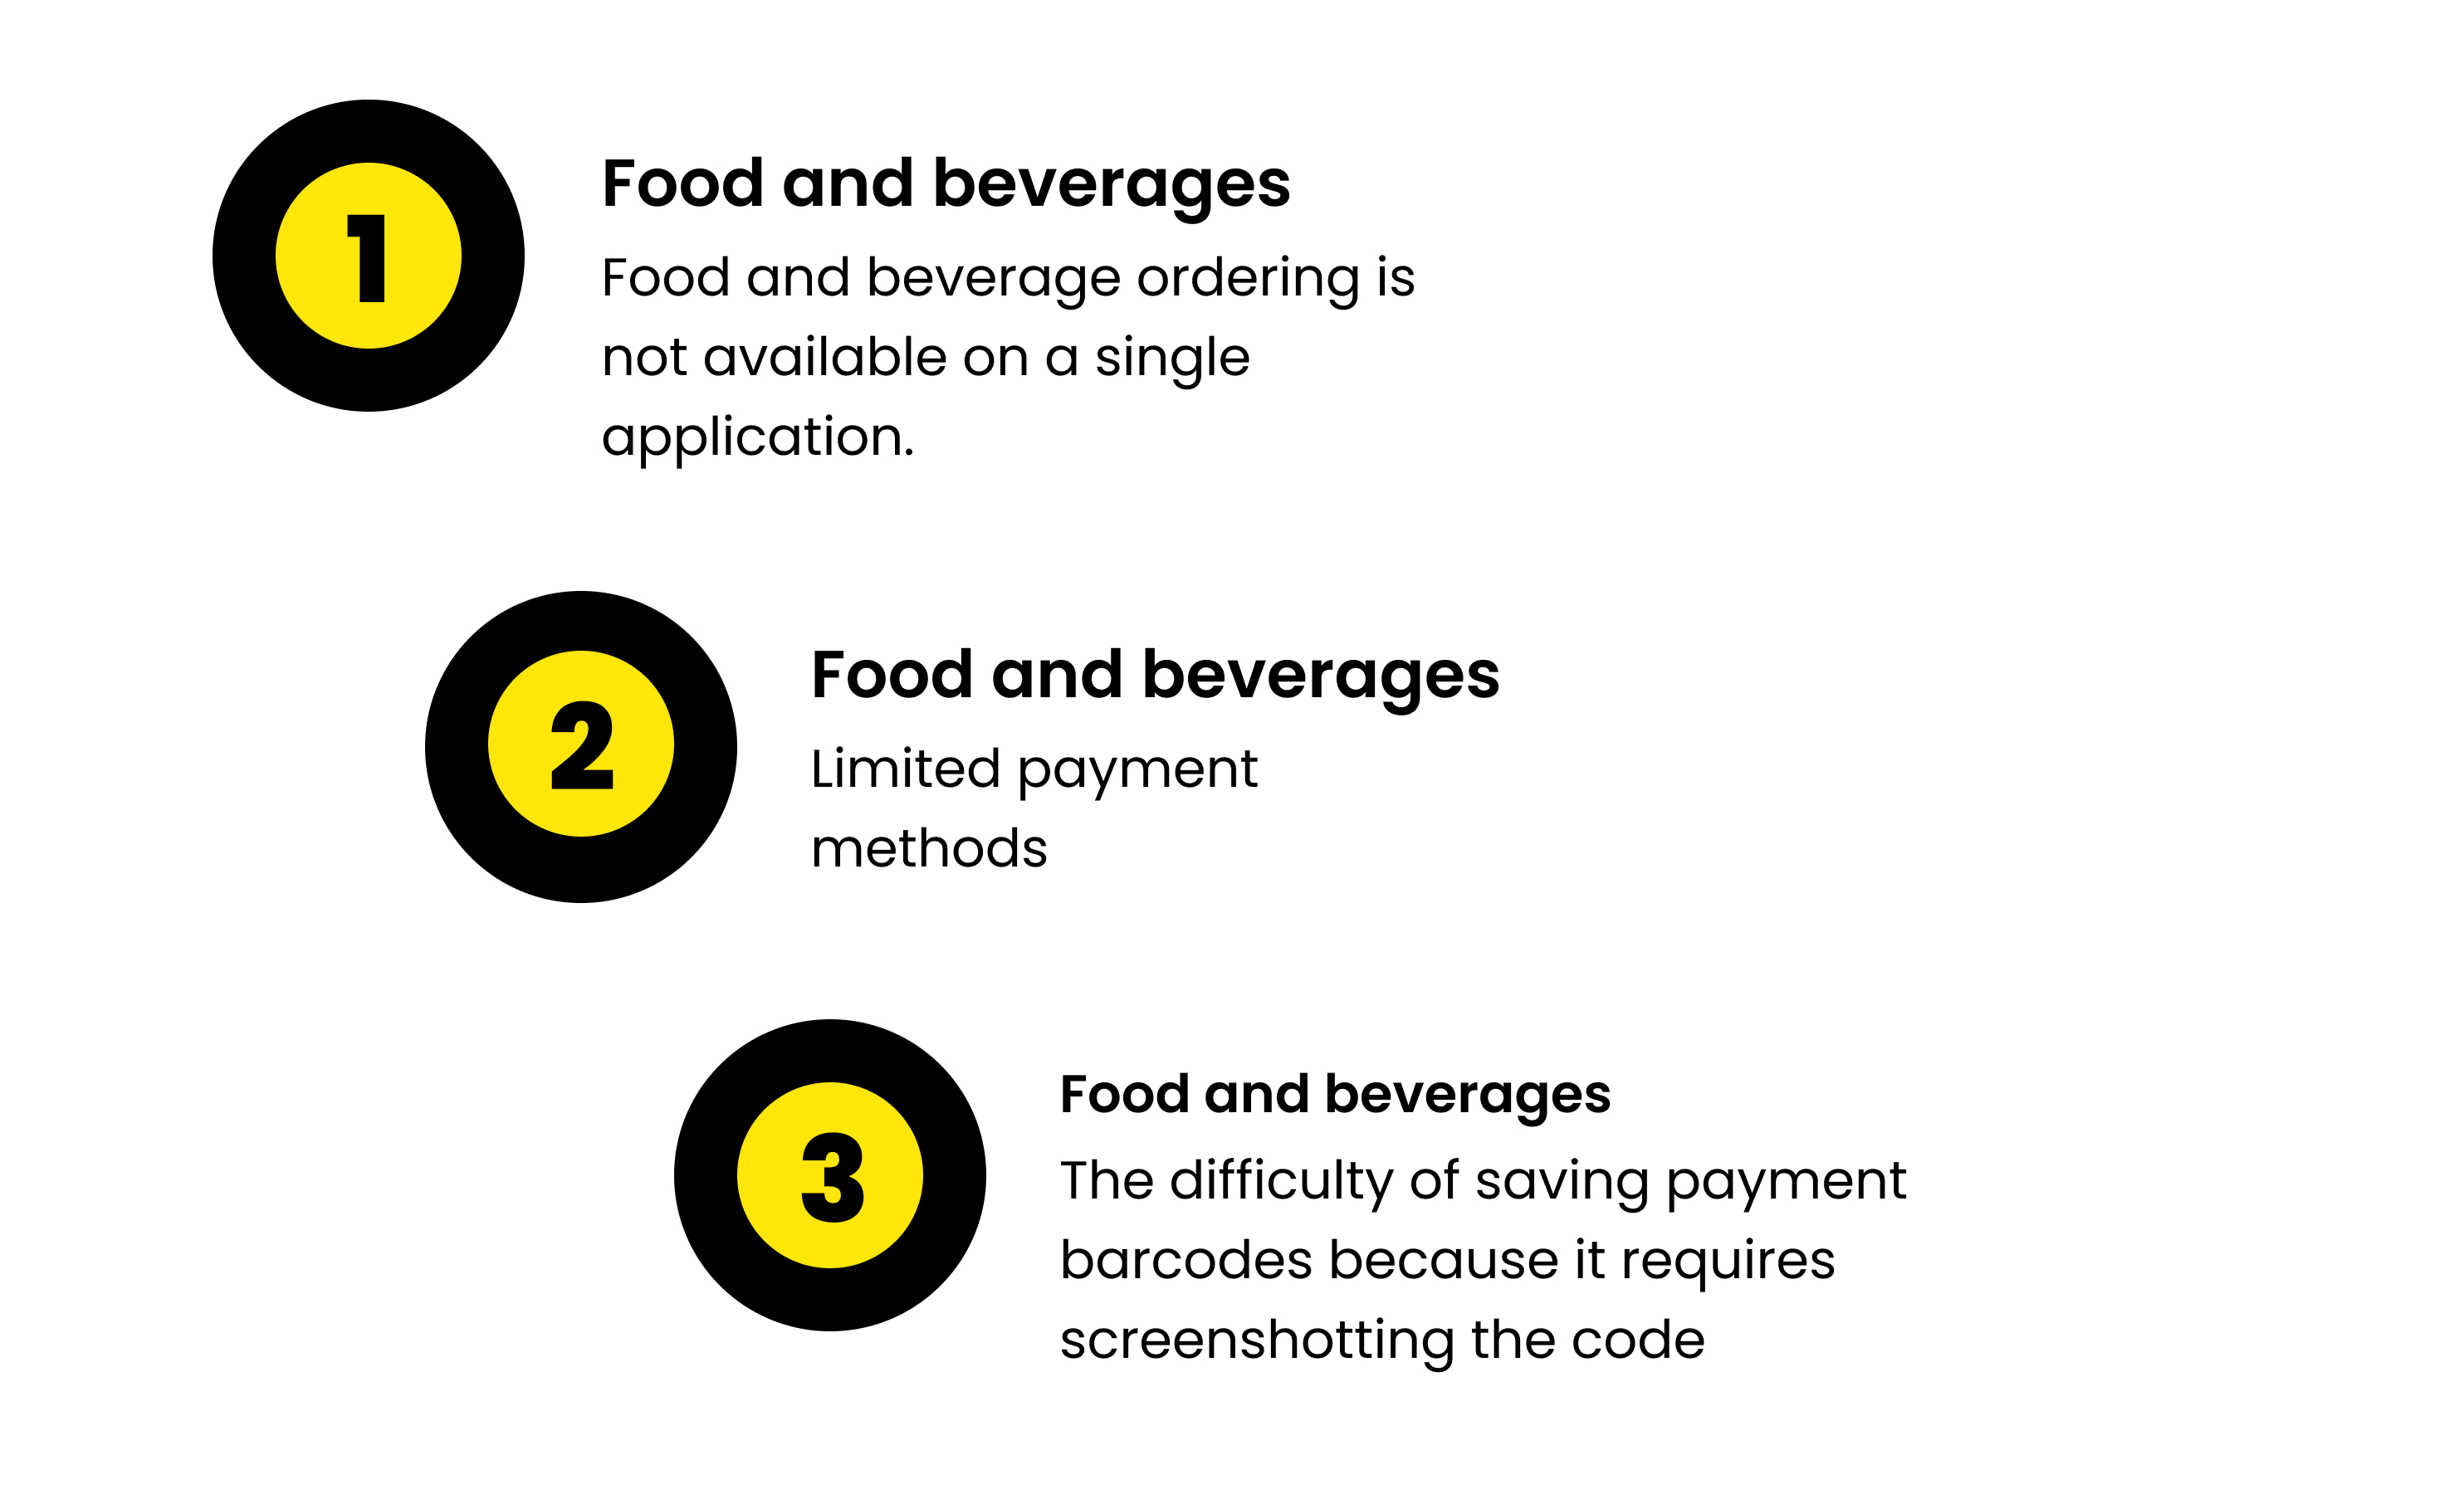 1
Food and beverages
Food and beverage ordering is
not available on a single
application.
2
Food and beverages
Limited payment
methods
3
Food and beverages
The difficulty of saving payment
barcodes because it requires
screenshotting the code